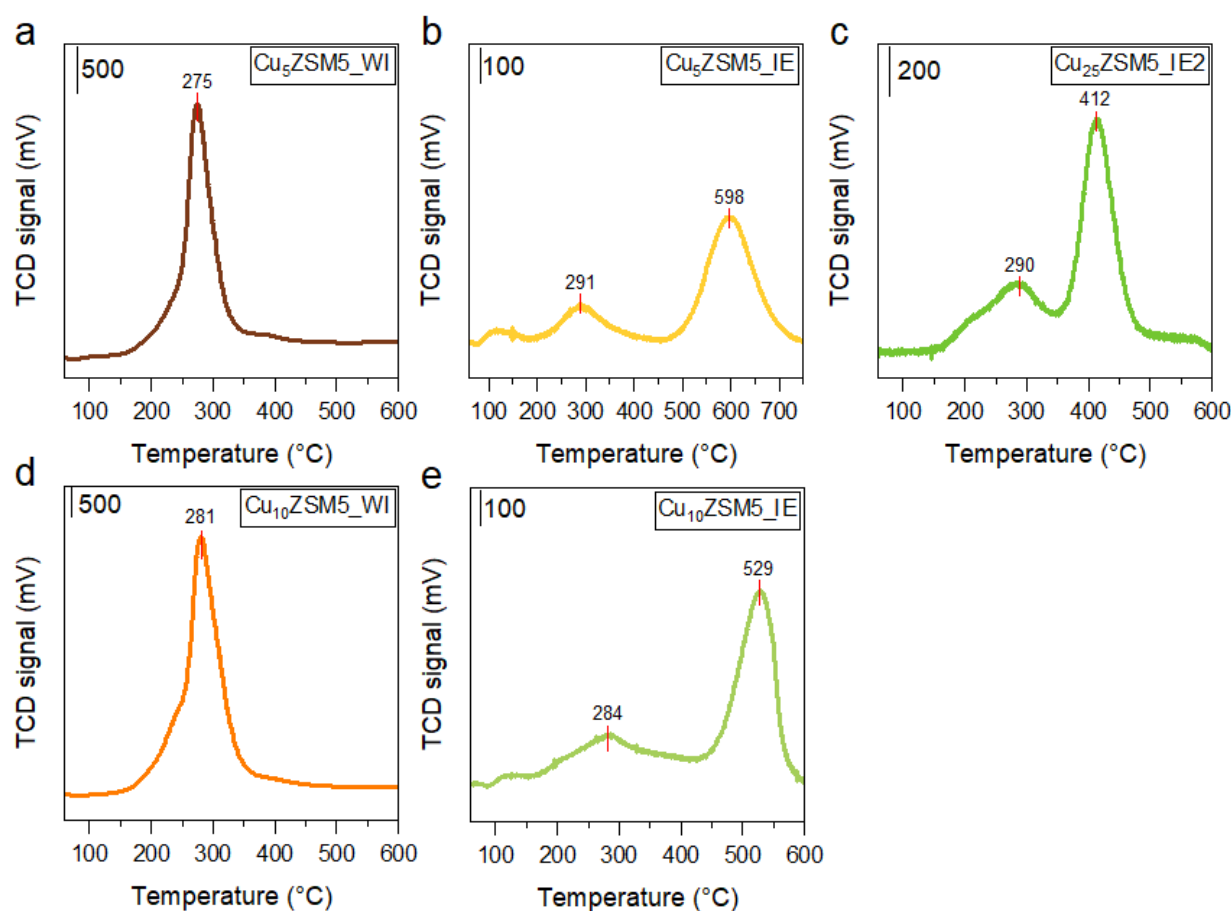 a
500
Cu₅ZSM5_WI
275
TCD signal (mV)
100 200 300 400 500 600
Temperature (°C)
b
100
Cu₅ZSM5_IE
291
598
TCD signal (mV)
100 200 300 400 500 600 700
Temperature (°C)
c
200
Cu₂₅ZSM5_IE2
290
412
TCD signal (mV)
100 200 300 400 500 600
Temperature (°C)
d
500
Cu₁₀ZSM5_WI
281
TCD signal (mV)
100 200 300 400 500 600
Temperature (°C)
e
100
Cu₁₀ZSM5_IE
284
529
TCD signal (mV)
100 200 300 400 500 600
Temperature (°C)